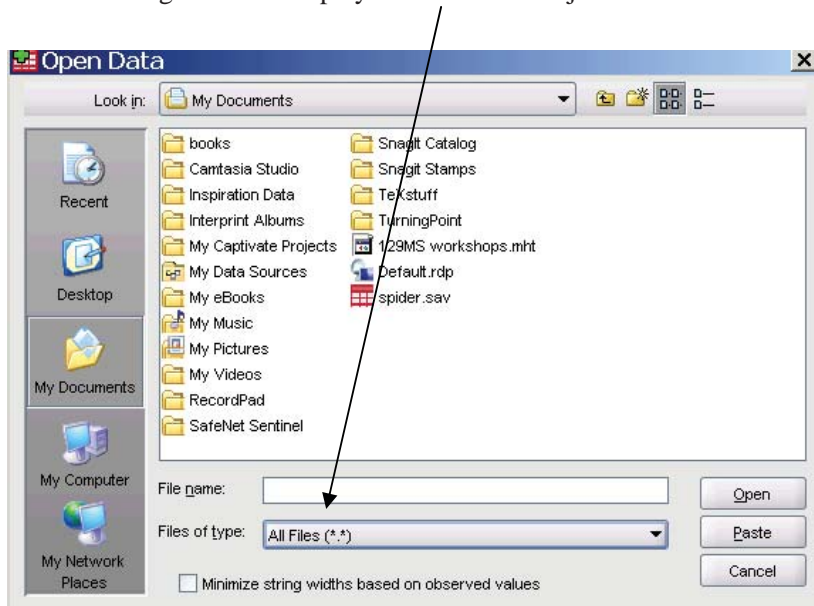 Open Data
Look in: My Documents
Recent
Desktop
My Documents
My Computer
My Network
Places
books
Camtasia Studio
Inspiration Data
Interprint Albums
My Captivate Projects
My Data Sources
My eBooks
My Music
My Pictures
My Videos
RecordPad
SafeNet Sentinel
SnagIt Catalog
Snagit Stamps
TeXstuff
TurningPoint
129MS workshops.mht
Default.rdp
spider.sav
File name:
Open
Files of type: All Files (*.*)
Paste
Cancel
Minimize string widths based on observed values